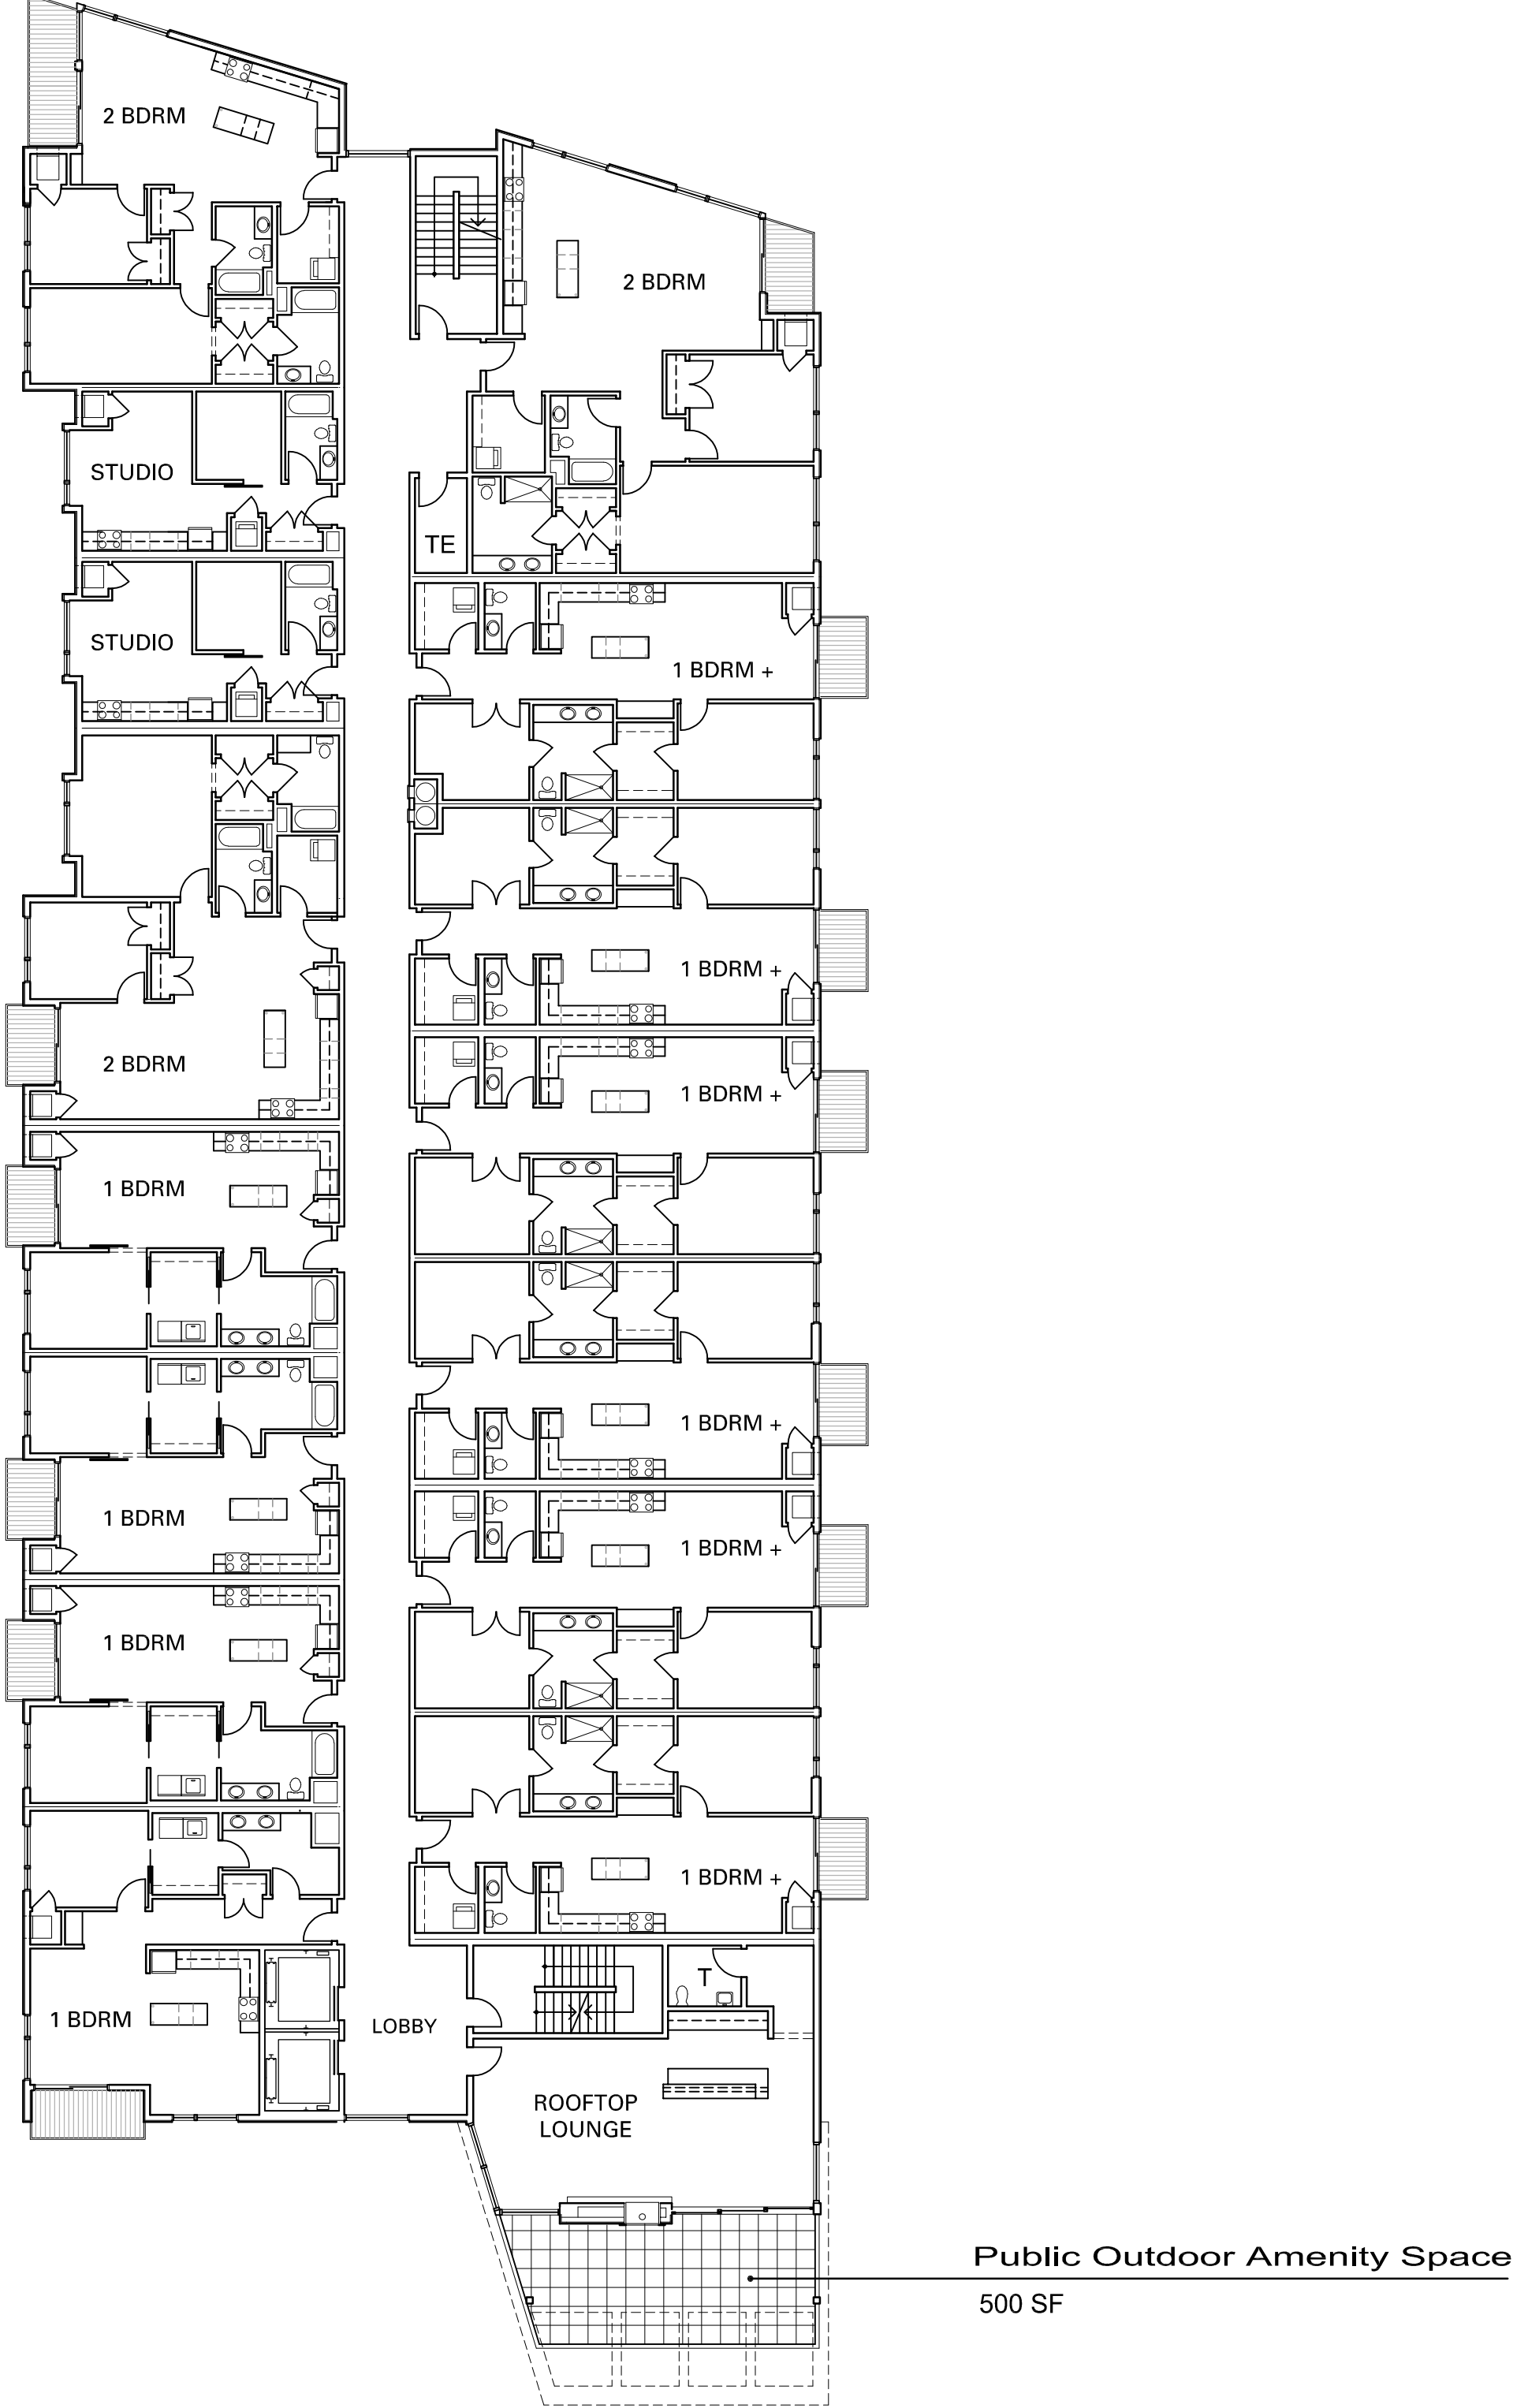 2 BDRM
2 BDRM
STUDIO
TE
STUDIO
1 BDRM +
1 BDRM +
2 BDRM
1 BDRM +
1 BDRM
1 BDRM +
1 BDRM
1 BDRM +
1 BDRM
1 BDRM +
T
1 BDRM
LOBBY
ROOFTOP
LOUNGE
Public Outdoor Amenity Space
500 SF